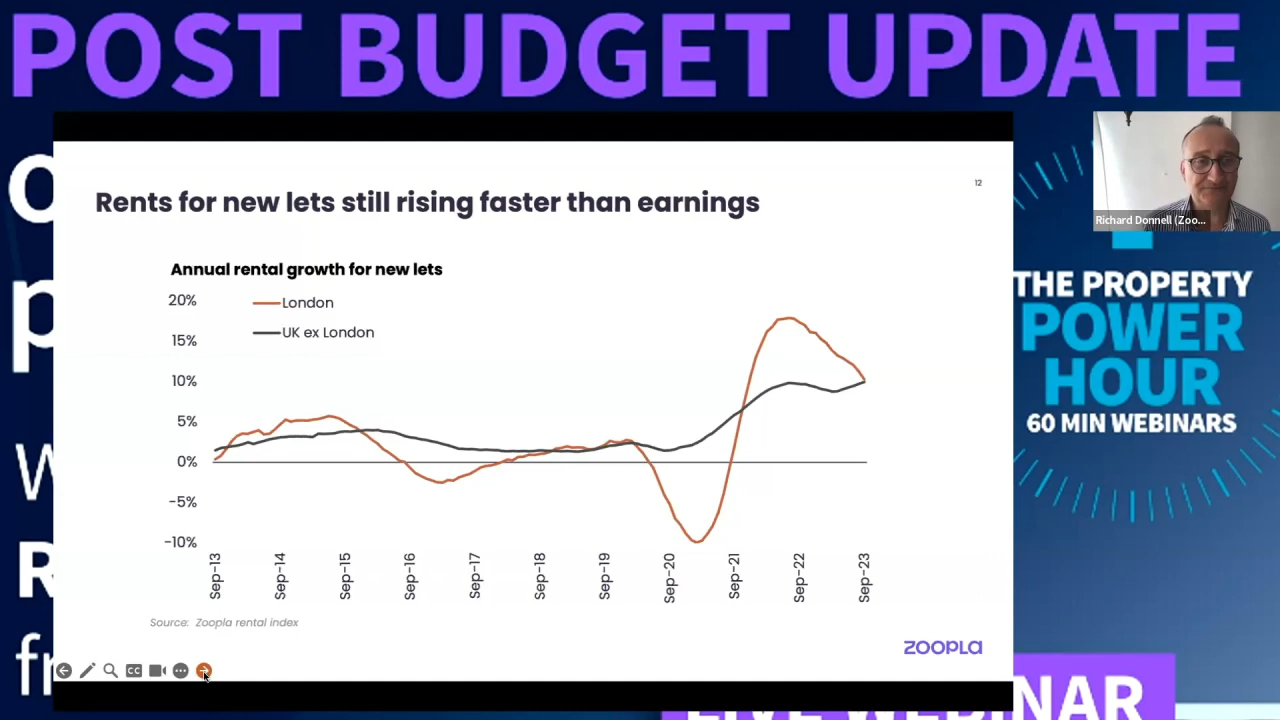 POST BUDGET UPDATE
12
Rents for new lets still rising faster than earnings
Annual rental growth for new lets
London
UK ex London
20%
15%
10%
5%
0%
-5%
-10%
Sep-13
Sep-14
Sep-15
Sep-16
Sep-17
Sep-18
Sep-19
Sep-20
Sep-21
Sep-22
Sep-23
Source: Zoopla rental index
zoopla
CC
Richard Donnell (Zoo...
THE PROPERTY
POWER
HOUR
60 MIN WEBINARS